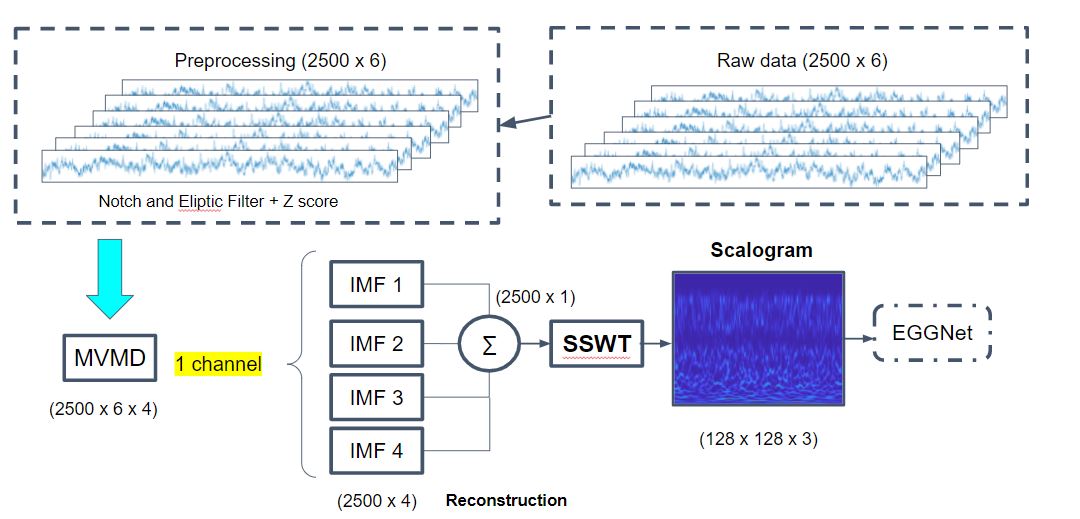 Preprocessing (2500 x 6)
Raw data (2500 x 6)
Notch and Eliptic Filter + Z score
Scalogram
IMF 1
(2500 x 1)
IMF 2
Σ
SSWT
EGGNet
MVMD
1 channel
IMF 3
(2500 x 6 x 4)
(128 x 128 x 3)
IMF 4
(2500 x 4)
Reconstruction